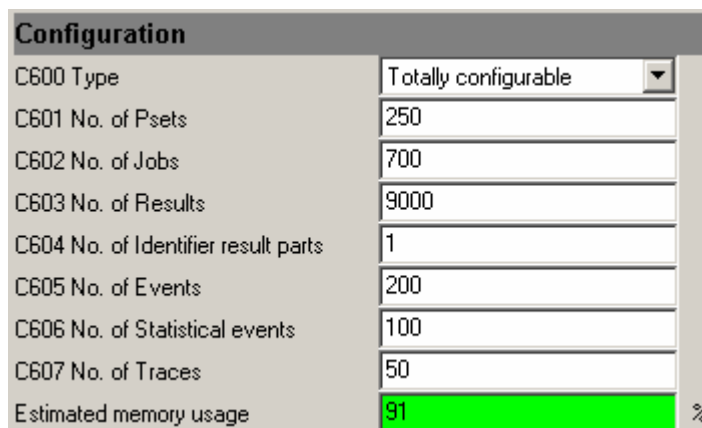 Configuration
C600 Type Totally configurable
C601 No. of Psets 250
C602 No. of Jobs 700
C603 No. of Results 9000
C604 No. of Identifier result parts 1
C605 No. of Events 200
C606 No. of Statistical events 100
C607 No. of Traces 50
Estimated memory usage 91 %